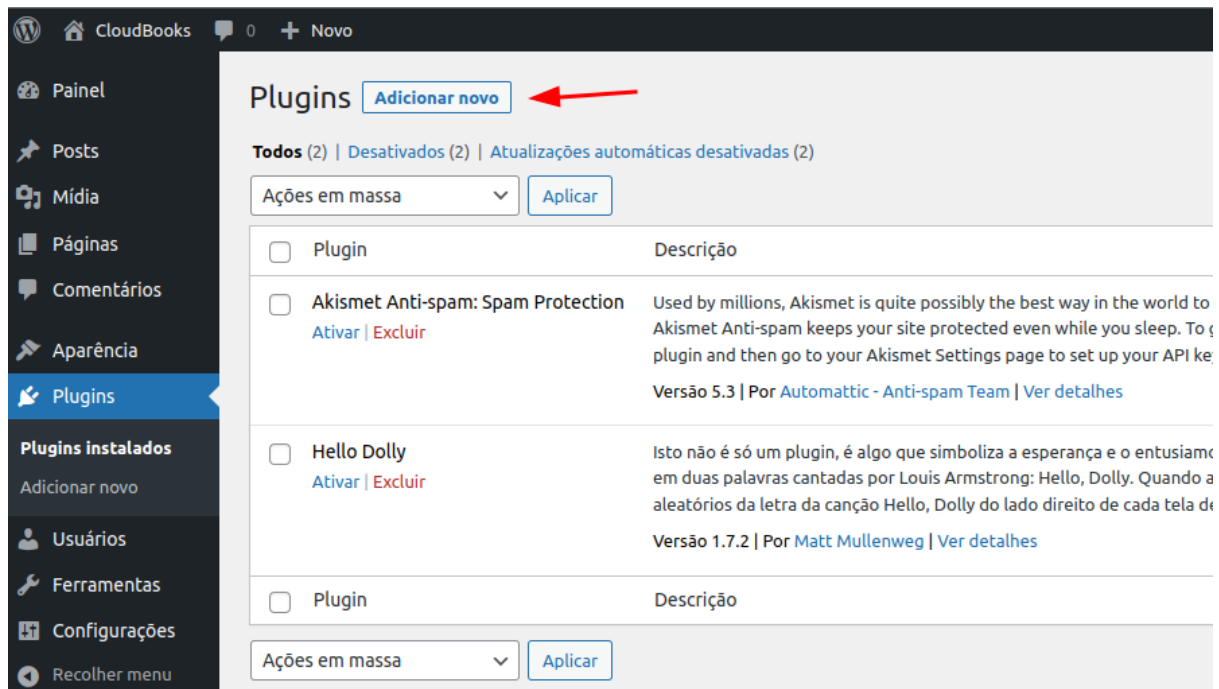 CloudBooks 0 + Novo
Painel
Posts
Mídia
Páginas
Comentários
Aparência
Plugins
Plugins instalados
Adicionar novo
Usuários
Ferramentas
Configurações
Recolher menu
Plugins Adicionar novo
Todos (2) | Desativados (2) | Atualizações automáticas desativadas (2)
Ações em massa Aplicar
Plugin Descrição
Akismet Anti-spam: Spam Protection
Ativar | Excluir
Used by millions, Akismet is quite possibly the best way in the world to
Akismet Anti-spam keeps your site protected even while you sleep. To
plugin and then go to your Akismet Settings page to set up your API
Versão 5.3 | Por Automattic - Anti-spam Team | Ver detalhes
Hello Dolly
Ativar | Excluir
Isto não é só um plugin, é algo que simboliza a esperança e o
em duas palavras cantadas por Louis Armstrong: Hello, Dolly. Quando
aleatórios da letra da canção Hello, Dolly do lado direito de cada tela
Versão 1.7.2 | Por Matt Mullenweg | Ver detalhes
Plugin Descrição
Ações em massa Aplicar